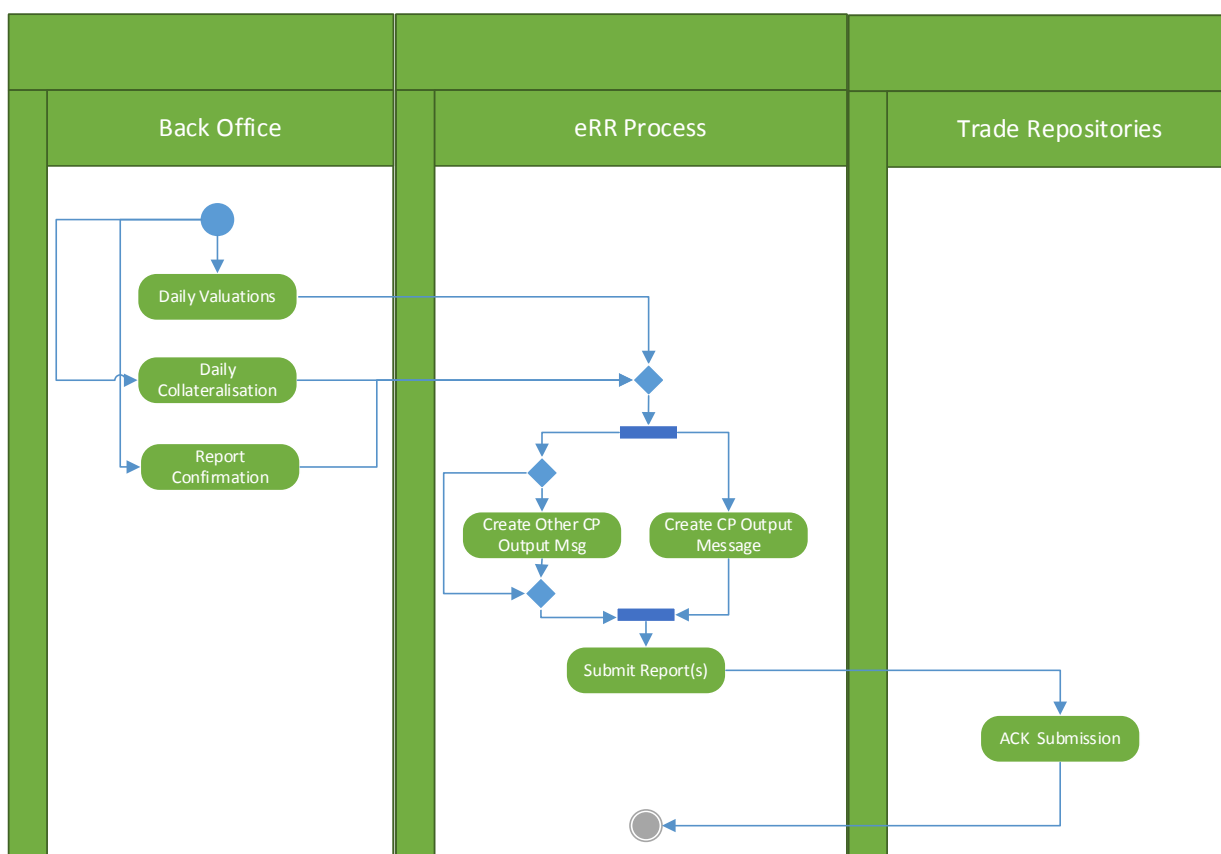 Back Office
eRR Process
Trade Repositories
Daily Valuations
Daily
Collateralisation
Report
Confirmation
Create Other CP
Output Msg
Create CP Output
Message
Submit Report(s)
ACK  Submission